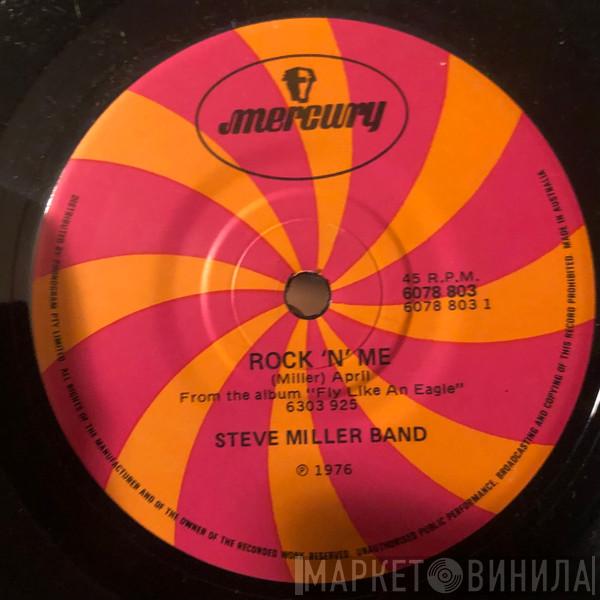 mercury
45 R.P.M.
6078 803
6078 803 1
ROCK 'N' ME
(Miller) April
From the album "Fly Like An Eagle"
6303 925
STEVE MILLER BAND
℗ 1976
DISTRIBUTED BY PHONOGRAM PTY LIMITED. ALL RIGHTS OF THE MANUFACTURER AND OF THE OWNER OF THE RECORDED WORK RESERVED. UNAUTHORISED PUBLIC PERFORMANCE, BROADCASTING AND COPYING OF THIS RECORD PROHIBITED. MADE IN AUSTRALIA
МАРКЕТ ВИНИЛА